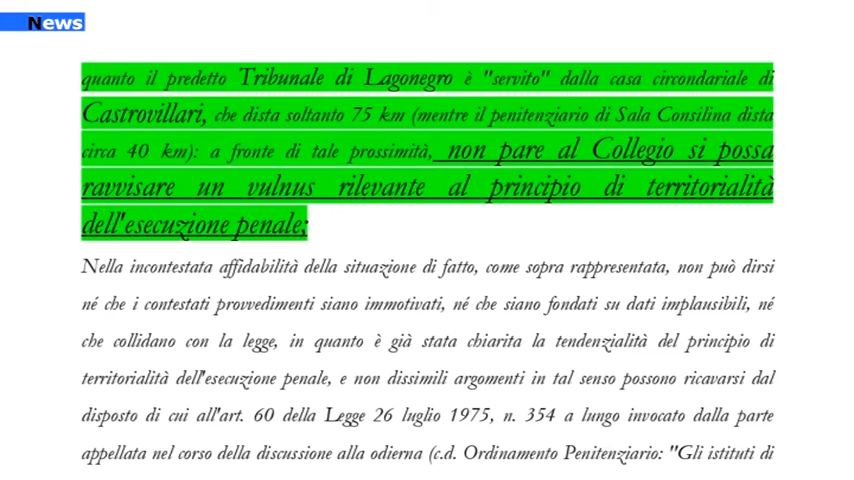 News
quanto il predetto Tribunale di Lagonegro è "servito" dalla casa circondariale di
Castrovillari, che dista soltanto 75 km (mentre il penitenziario di Sala Consilina dista
circa 40 km): a fronte di tale prossimità, non pare al Collegio si possa
ravvisare un vulnus rilevante al principio di territorialità
dell'esecuzione penale;
Nella incontestata affidabilità della situazione di fatto, come sopra rappresentata, non può dirsi
né che i contestati provvedimenti siano immotivati, né che siano fondati su dati implausibili, né
che collidano con la legge, in quanto è già stata chiarita la tendenzialità del principio di
territorialità dell'esecuzione penale, e non dissimili argomenti in tal senso possono ricavarsi dal
disposto di cui all'art. 60 della Legge 26 luglio 1975, n. 354 a lungo invocato dalla parte
appellata nel corso della discussione alla odierna (c.d. Ordinamento Penitenziario: "Gli istituti di